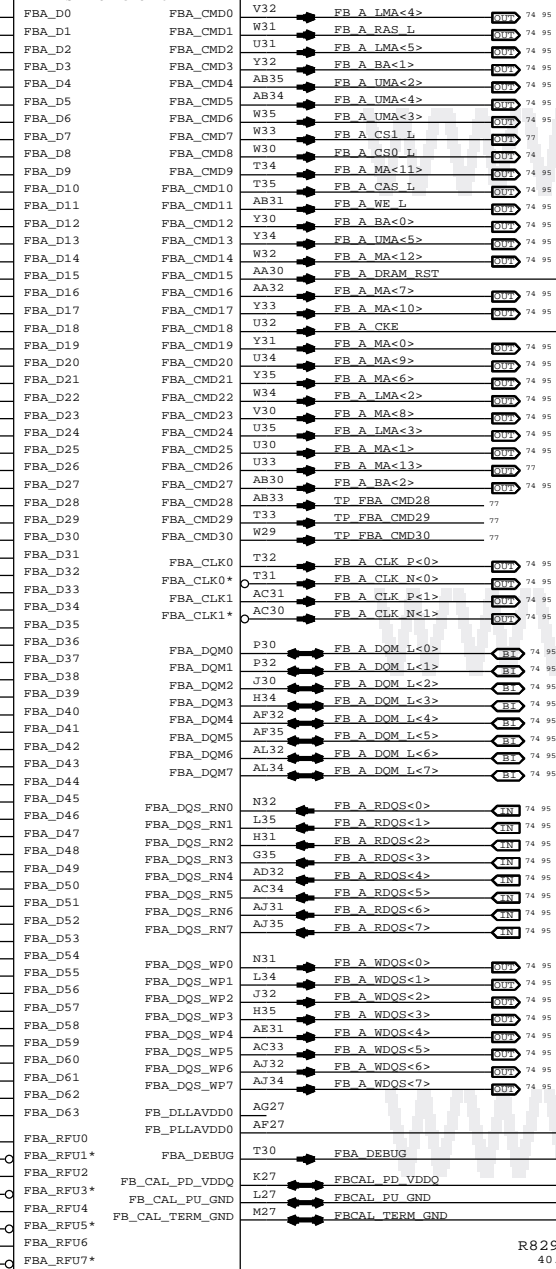 FBA_D0 FBA_CMD0 V32 FB_A_LMA<4> OUT 74 95
FBA_D1 FBA_CMD1 W31 FB_A_RAS_L OUT 74 95
FBA_D2 FBA_CMD2 U31 FB_A_LMA<5> OUT 74 95
FBA_D3 FBA_CMD3 Y32 FB_A_BA<1> OUT 74 95
FBA_D4 FBA_CMD4 AB35 FB_A_UMA<2> OUT 74 95
FBA_D5 FBA_CMD5 AB34 FB_A_UMA<4> OUT 74 95
FBA_D6 FBA_CMD6 W35 FB_A_UMA<3> OUT 74 95
FBA_D7 FBA_CMD7 W33 FB_A_CS1_L OUT 77
FBA_D8 FBA_CMD8 W30 FB_A_CS0_L OUT 74
FBA_D9 FBA_CMD9 T34 FB_A_MA<11> OUT 74 95
FBA_D10 FBA_CMD10 T35 FB_A_CAS_L OUT 74 95
FBA_D11 FBA_CMD11 AB31 FB_A_WE_L OUT 74 95
FBA_D12 FBA_CMD12 Y30 FB_A_BA<0> OUT 74 95
FBA_D13 FBA_CMD13 Y34 FB_A_UMA<5> OUT 74 95
FBA_D14 FBA_CMD14 W32 FB_A_MA<12> OUT 74 95
FBA_D15 FBA_CMD15 AA30 FB_A_DRAM_RST
FBA_D16 FBA_CMD16 AA32 FB_A_MA<7> OUT 74 95
FBA_D17 FBA_CMD17 Y33 FB_A_MA<10> OUT 74 95
FBA_D18 FBA_CMD18 U32 FB_A_CKE
FBA_D19 FBA_CMD19 Y31 FB_A_MA<0> OUT 74 95
FBA_D20 FBA_CMD20 U34 FB_A_MA<9> OUT 74 95
FBA_D21 FBA_CMD21 Y35 FB_A_MA<6> OUT 74 95
FBA_D22 FBA_CMD22 W34 FB_A_LMA<2> OUT 74 95
FBA_D23 FBA_CMD23 V30 FB_A_MA<8> OUT 74 95
FBA_D24 FBA_CMD24 U35 FB_A_LMA<3> OUT 74 95
FBA_D25 FBA_CMD25 U30 FB_A_MA<1> OUT 74 95
FBA_D26 FBA_CMD26 U33 FB_A_MA<13> OUT 77
FBA_D27 FBA_CMD27 AB30 FB_A_BA<2> OUT 74 95
FBA_D28 FBA_CMD28 AB33 TP_FBA_CMD28 77
FBA_D29 FBA_CMD29 T33 TP_FBA_CMD29 77
FBA_D30 FBA_CMD30 W29 TP_FBA_CMD30 77
FBA_D31
FBA_D32 FBA_CLK0 T32 FB_A_CLK_P<0> OUT 74 95
FBA_D33 FBA_CLK0* T31 FB_A_CLK_N<0> OUT 74 95
FBA_D34 FBA_CLK1 AC31 FB_A_CLK_P<1> OUT 74 95
FBA_D35 FBA_CLK1* AC30 FB_A_CLK_N<1> OUT 74 95
FBA_D36
FBA_D37 FBA_DQM0 P30 FB_A_DQM_L<0> BI 74 95
FBA_D38 FBA_DQM1 P32 FB_A_DQM_L<1> BI 74 95
FBA_D39 FBA_DQM2 J30 FB_A_DQM_L<2> BI 74 95
FBA_D40 FBA_DQM3 H34 FB_A_DQM_L<3> BI 74 95
FBA_D41 FBA_DQM4 AF32 FB_A_DQM_L<4> BI 74 95
FBA_D42 FBA_DQM5 AF35 FB_A_DQM_L<5> BI 74 95
FBA_D43 FBA_DQM6 AL32 FB_A_DQM_L<6> BI 74 95
FBA_D44 FBA_DQM7 AL34 FB_A_DQM_L<7> BI 74 95
FBA_D45
FBA_D46 FBA_DQS_RN0 N32 FB_A_RDQS<0> IN 74 95
FBA_D47 FBA_DQS_RN1 L35 FB_A_RDQS<1> IN 74 95
FBA_D48 FBA_DQS_RN2 H31 FB_A_RDQS<2> IN 74 95
FBA_D49 FBA_DQS_RN3 G35 FB_A_RDQS<3> IN 74 95
FBA_D50 FBA_DQS_RN4 AD32 FB_A_RDQS<4> IN 74 95
FBA_D51 FBA_DQS_RN5 AC34 FB_A_RDQS<5> IN 74 95
FBA_D52 FBA_DQS_RN6 AJ31 FB_A_RDQS<6> IN 74 95
FBA_D53 FBA_DQS_RN7 AJ35 FB_A_RDQS<7> IN 74 95
FBA_D54
FBA_D55 FBA_DQS_WP0 N31 FB_A_WDQS<0> OUT 74 95
FBA_D56 FBA_DQS_WP1 L34 FB_A_WDQS<1> OUT 74 95
FBA_D57 FBA_DQS_WP2 J32 FB_A_WDQS<2> OUT 74 95
FBA_D58 FBA_DQS_WP3 H35 FB_A_WDQS<3> OUT 74 95
FBA_D59 FBA_DQS_WP4 AE31 FB_A_WDQS<4> OUT 74 95
FBA_D60 FBA_DQS_WP5 AC33 FB_A_WDQS<5> OUT 74 95
FBA_D61 FBA_DQS_WP6 AJ32 FB_A_WDQS<6> OUT 74 95
FBA_D62 FBA_DQS_WP7 AJ34 FB_A_WDQS<7> OUT 74 95
FBA_D63 FB_DLLAVDD0 AG27
FB_PLLAVDD0 AF27
FBA_RFU0
FBA_RFU1* FBA_DEBUG T30 FBA_DEBUG
FBA_RFU2 FB_CAL_PD_VDDQ K27 FBCAL_PD_VDDQ
FBA_RFU3* FB_CAL_PU_GND L27 FBCAL_PU_GND
FBA_RFU4 FB_CAL_TERM_GND M27 FBCAL_TERM_GND
FBA_RFU5*
FBA_RFU6 R829
FBA_RFU7* 40.